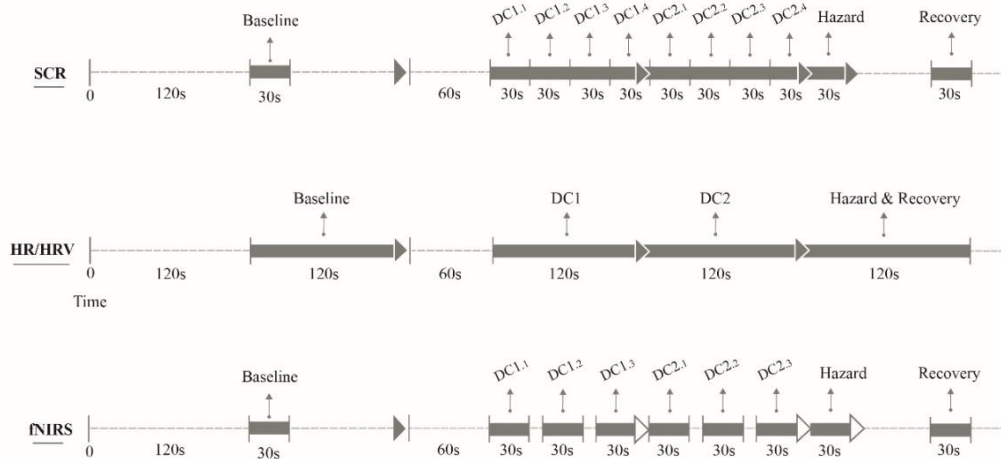 DC1.1 DC1.2 DC1.3 DC1.4 DC2.1 DC2.2 DC2.3 DC2.4
Baseline Hazard Recovery
SCR
0 120s 30s 60s 30s 30s 30s 30s 30s 30s 30s 30s 30s 30s
Baseline DC1 DC2 Hazard & Recovery
HR/HRV
0 120s 120s 60s 120s 120s 120s
Time
DC1.1 DC1.2 DC1.3 DC2.1 DC2.2 DC2.3
Baseline Hazard Recovery
fNIRS
0 120s 30s 60s 30s 30s 30s 30s 30s 30s 30s 30s